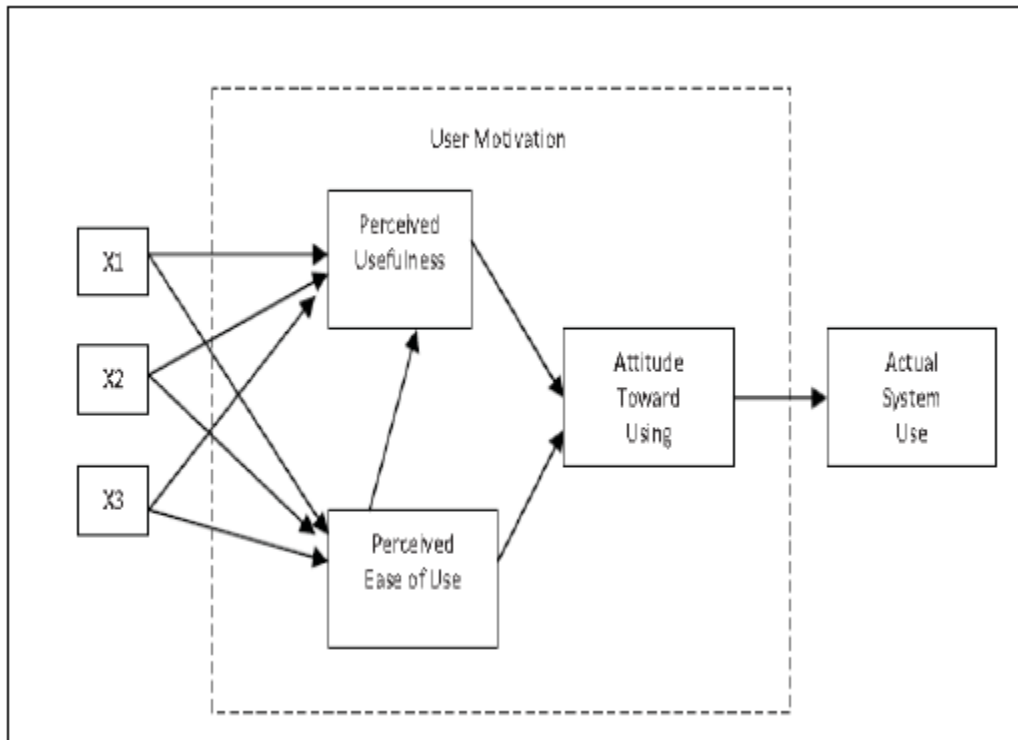 User Motivation
Perceived
Usefulness
X1
X2
X3
Attitude
Toward
Using
Actual
System
Use
Perceived
Ease of Use